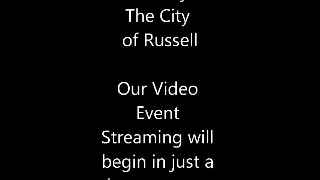 The City
of Russell
Our Video
Event
Streaming will
begin in just a